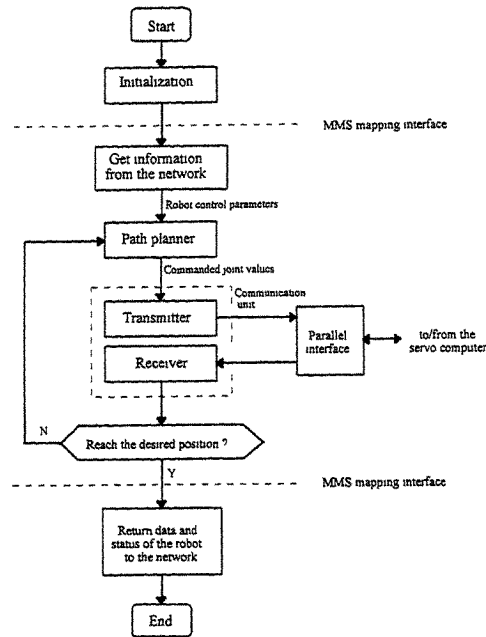 Start
Initialization
MMS mapping interface
Get information
from the network
Robot control parameters
Path planner
Commanded joint values
Communication
unit
Transmitter
Parallel
interface
to/from the
servo computer
Receiver
N
Reach the desired position ?
Y
MMS mapping interface
Return data and
status of the robot
to the network
End